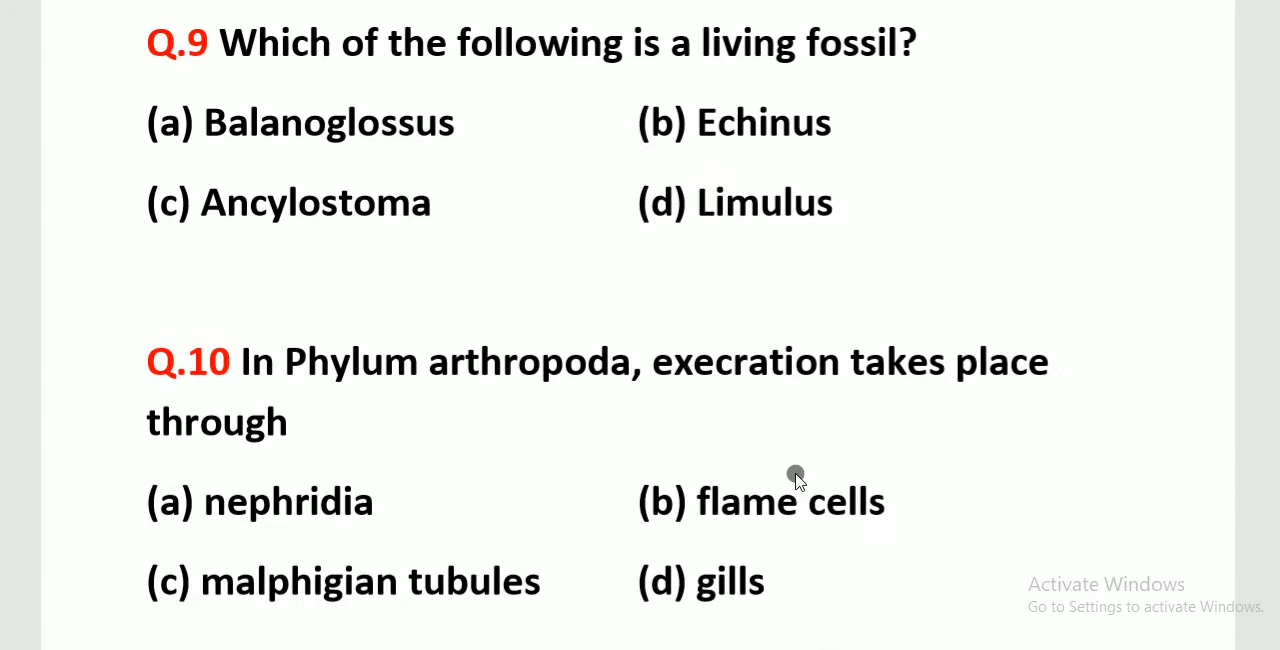 Q.9 Which of the following is a living fossil?
(a) Balanoglossus (b) Echinus
(c) Ancylostoma (d) Limulus
Q.10 In Phylum arthropoda, execration takes place
through
(a) nephridia (b) flame cells
(c) malphigian tubules (d) gills
Activate Windows
Go to Settings to activate Windows.